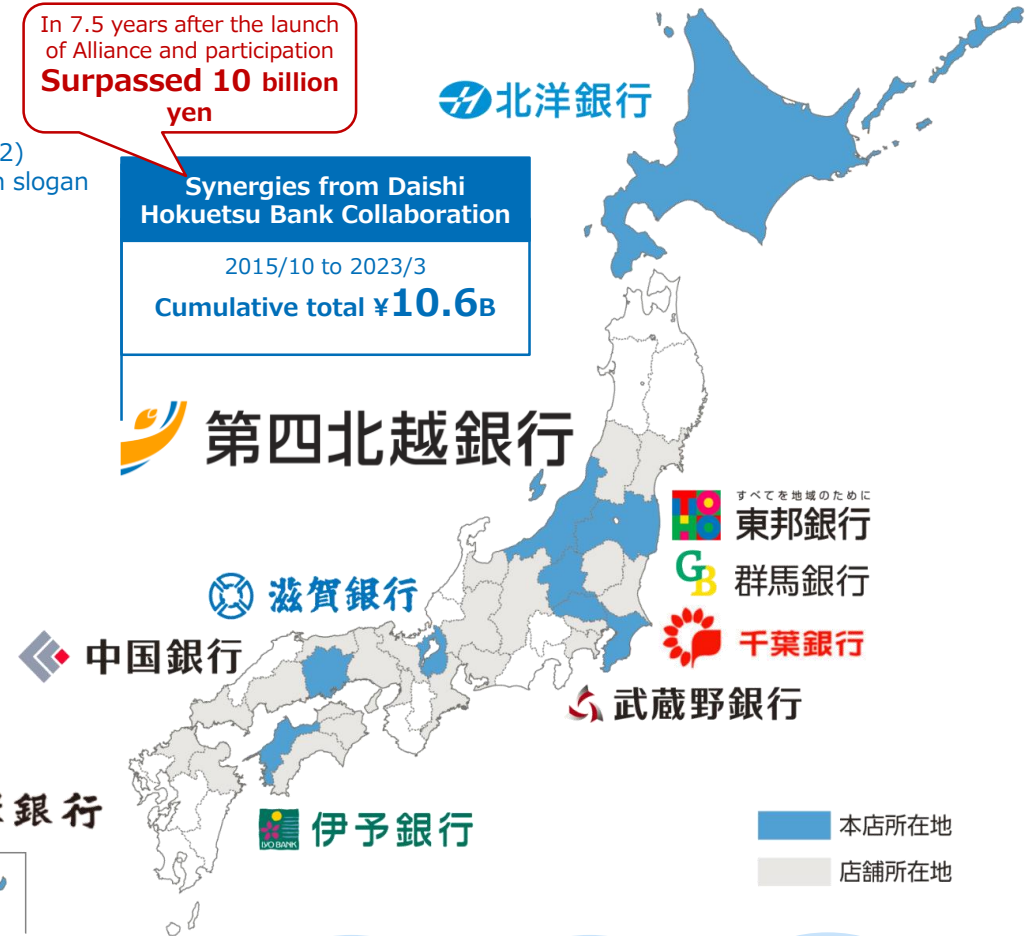 In 7.5 years after the launch
of Alliance and participation
Surpassed 10 billion
yen
北洋銀行
2)
slogan
Synergies from Daishi
Hokuetsu Bank Collaboration
2015/10 to 2023/3
Cumulative total ¥10.6B
第四北越銀行
すべてを地域のために
TOHO
東邦銀行
GB 群馬銀行
滋賀銀行
千葉銀行
中国銀行
武蔵野銀行
銀行
IYO BANK
伊予銀行
本店所在地
店舗所在地